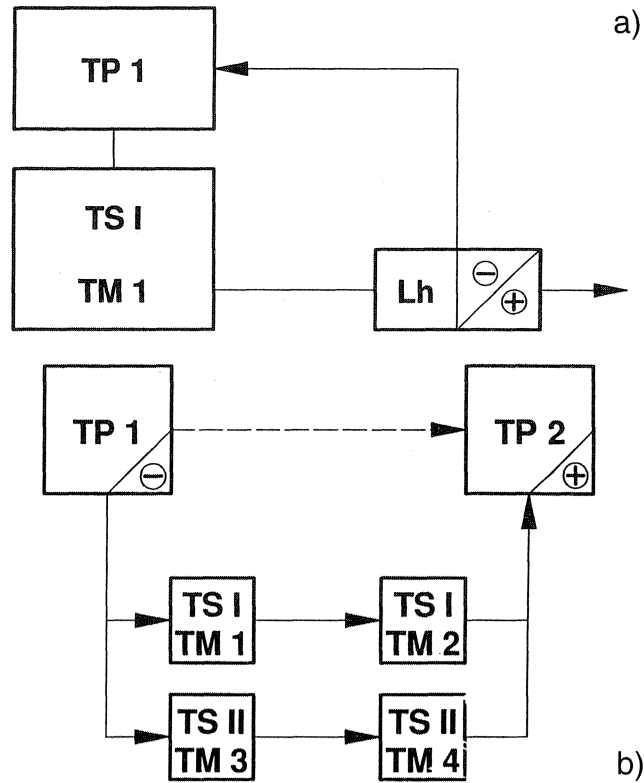 a)
TP 1
TS I
TM 1
Lh
⊖
⊕
TP 1
⊖
TP 2
⊕
TS I
TM 1
TS I
TM 2
TS II
TM 3
TS II
TM 4
b)